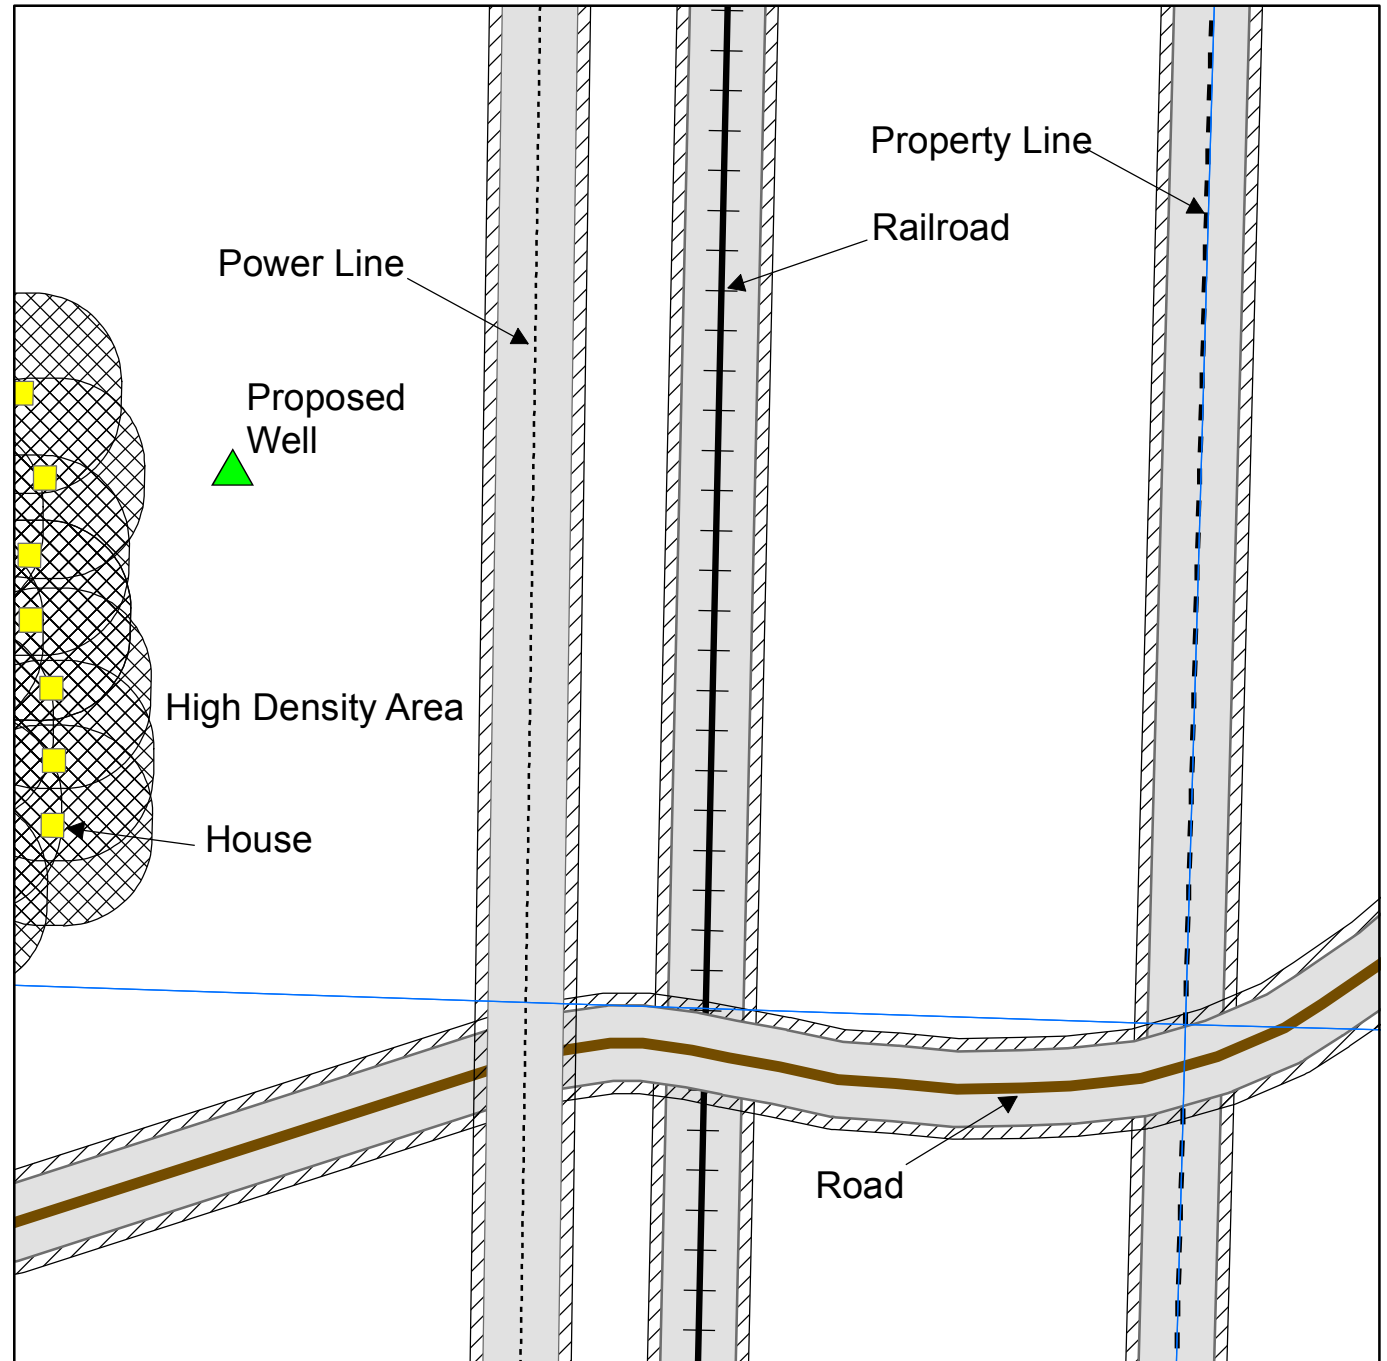 Property Line
Railroad
Power Line
Proposed
Well
High Density Area
House
Road